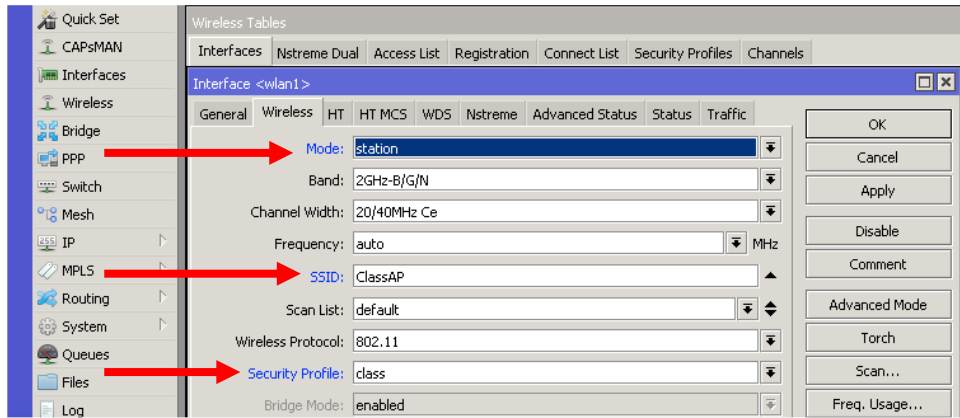 Quick Set
CAPsMAN
Interfaces
Wireless
Bridge
PPP
Switch
Mesh
IP
MPLS
Routing
System
Queues
Files
Log
Wireless Tables
Interfaces Nstreme Dual Access List Registration Connect List Security Profiles Channels
Interface <wlan1>
General Wireless HT HT MCS WDS Nstreme Advanced Status Status Traffic
Mode: station
Band: 2GHz-B/G/N
Channel Width: 20/40MHz Ce
Frequency: auto MHz
SSID: ClassAP
Scan List: default
Wireless Protocol: 802.11
Security Profile: class
Bridge Mode: enabled
OK
Cancel
Apply
Disable
Comment
Advanced Mode
Torch
Scan...
Freq. Usage...